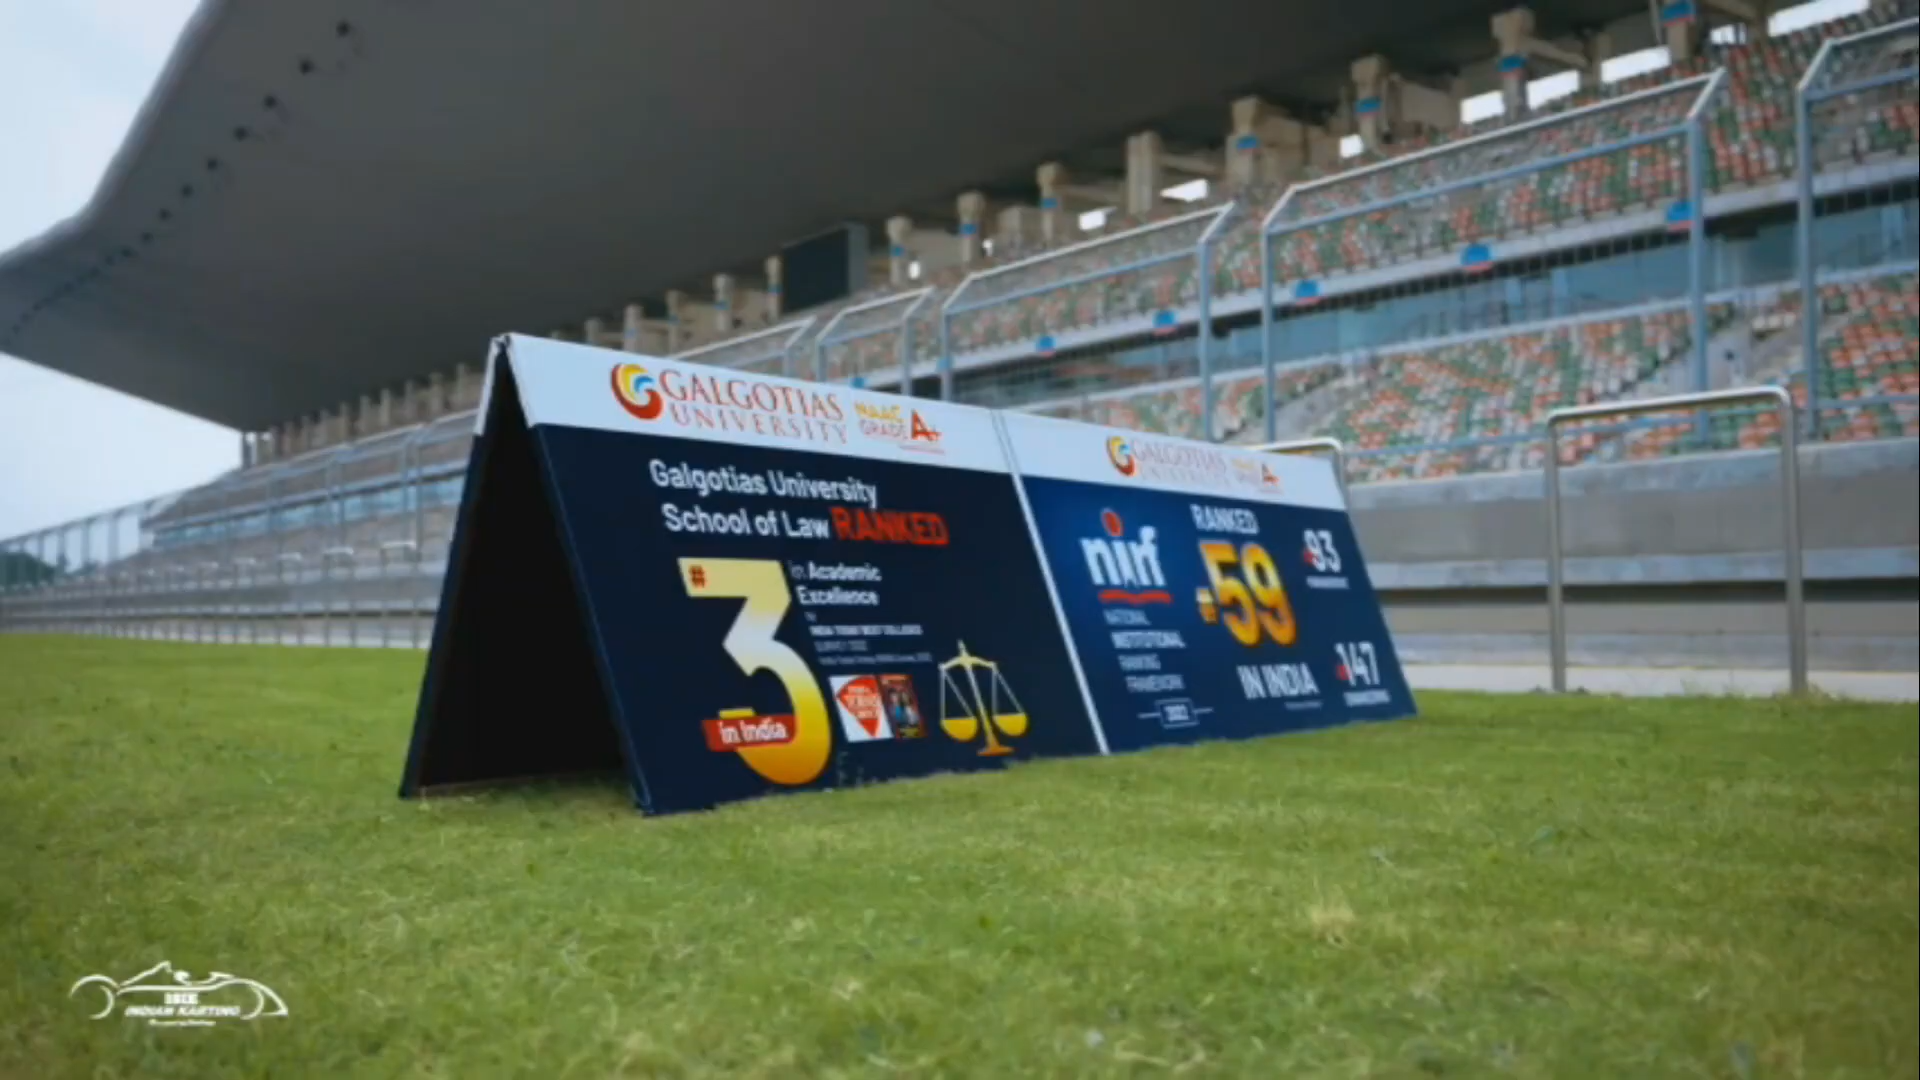 GALGOTIAS
UNIVERSITY
NAAC
GRADE A+
Galgotias University
School of Law RANKED
#3
in Academic
Excellence
in India
GALGOTIAS
UNIVERSITY
nirf
NATIONAL
INSTITUTIONAL
RANKING
FRAMEWORK
RANKED
#59
IN INDIA
93
147
INDIAN KARTING